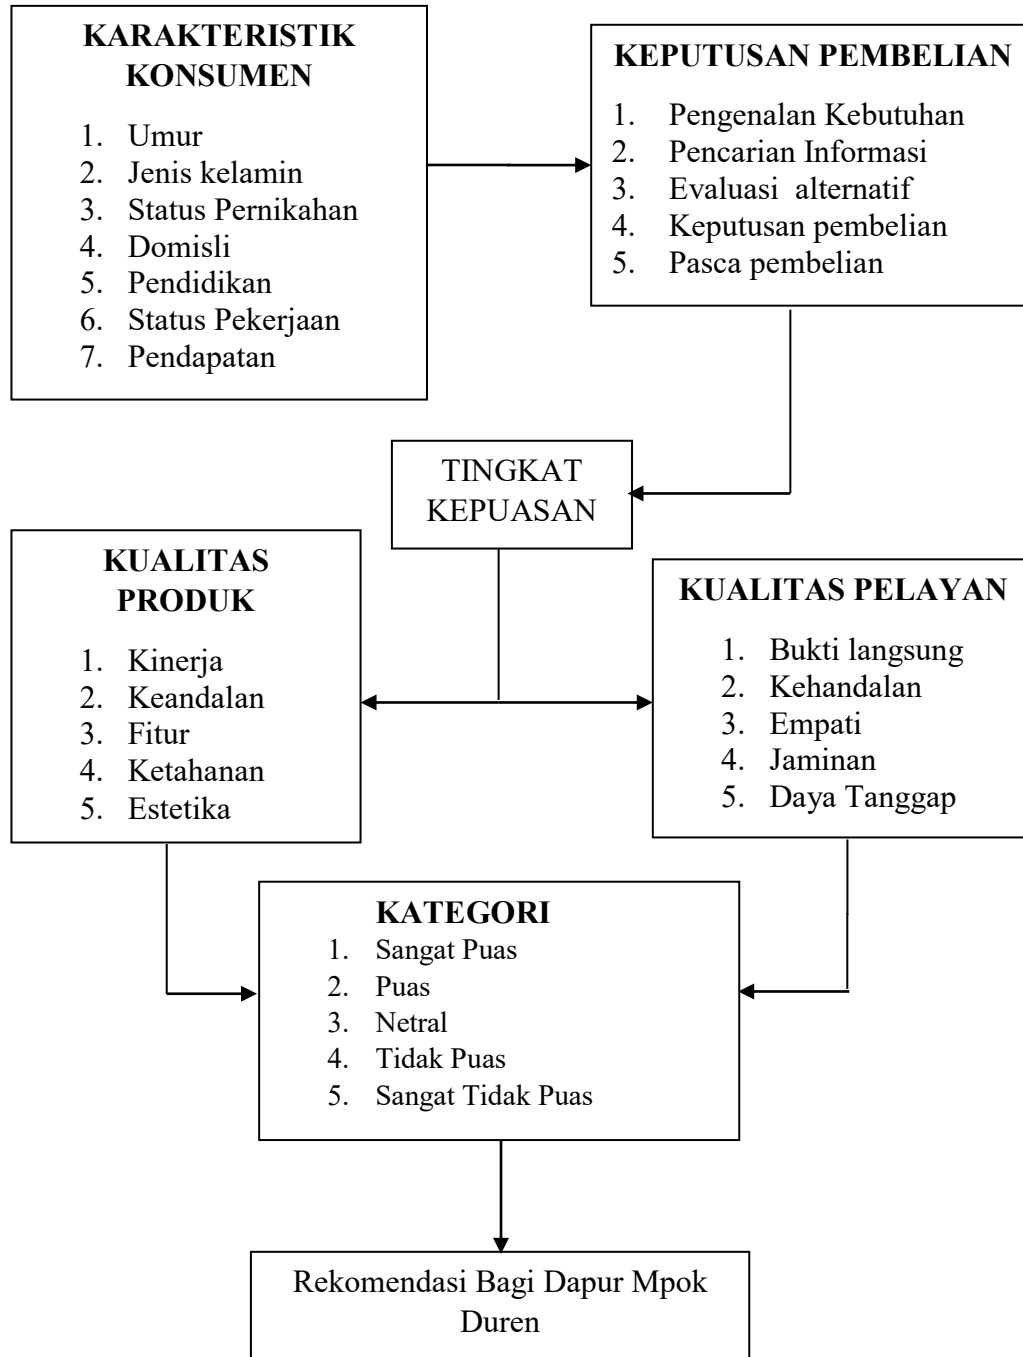 KARAKTERISTIK
KONSUMEN
1. Umur
2. Jenis kelamin
3. Status Pernikahan
4. Domisli
5. Pendidikan
6. Status Pekerjaan
7. Pendapatan
KEPUTUSAN PEMBELIAN
1. Pengenalan Kebutuhan
2. Pencarian Informasi
3. Evaluasi alternatif
4. Keputusan pembelian
5. Pasca pembelian
TINGKAT
KEPUASAN
KUALITAS
PRODUK
1. Kinerja
2. Keandalan
3. Fitur
4. Ketahanan
5. Estetika
KUALITAS PELAYAN
1. Bukti langsung
2. Kehandalan
3. Empati
4. Jaminan
5. Daya Tanggap
KATEGORI
1. Sangat Puas
2. Puas
3. Netral
4. Tidak Puas
5. Sangat Tidak Puas
Rekomendasi Bagi Dapur Mpok
Duren